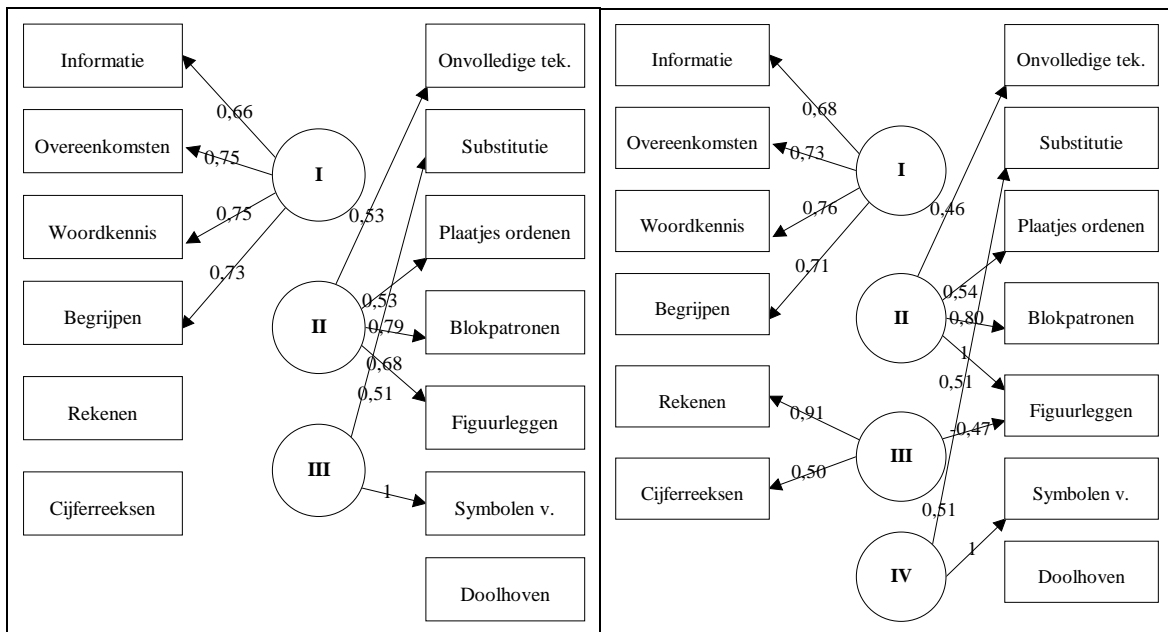 Informatie
Onvolledige tek.
0,66
Overeenkomsten
Substitutie
0,75
I
Woordkennis
0,75
0,53
Plaatjes ordenen
0,73
Begrijpen
0,53
II
0,79
Blokpatronen
0,68
0,51
Rekenen
Figuurleggen
III
1
Cijferreeksen
Symbolen v.
Doolhoven
Informatie
Onvolledige tek.
0,68
Overeenkomsten
Substitutie
0,73
I
0,76
0,46
Woordkennis
Plaatjes ordenen
0,71
0,54
Begrijpen
II
0,80
Blokpatronen
1
0,51
Rekenen
Figuurleggen
0,91
-0,47
III
0,50
Cijferreeksen
Symbolen v.
0,51
1
IV
Doolhoven